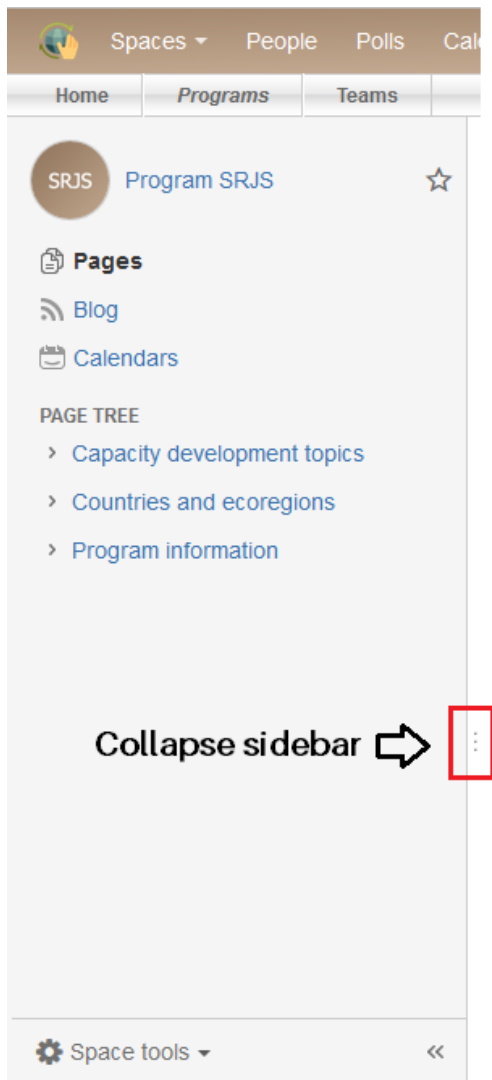 Spaces People Polls Cal
Home Programs Teams
SRJS Program SRJS
Pages
Blog
Calendars
PAGE TREE
Capacity development topics
Countries and ecoregions
Program information
Collapse sidebar
Space tools